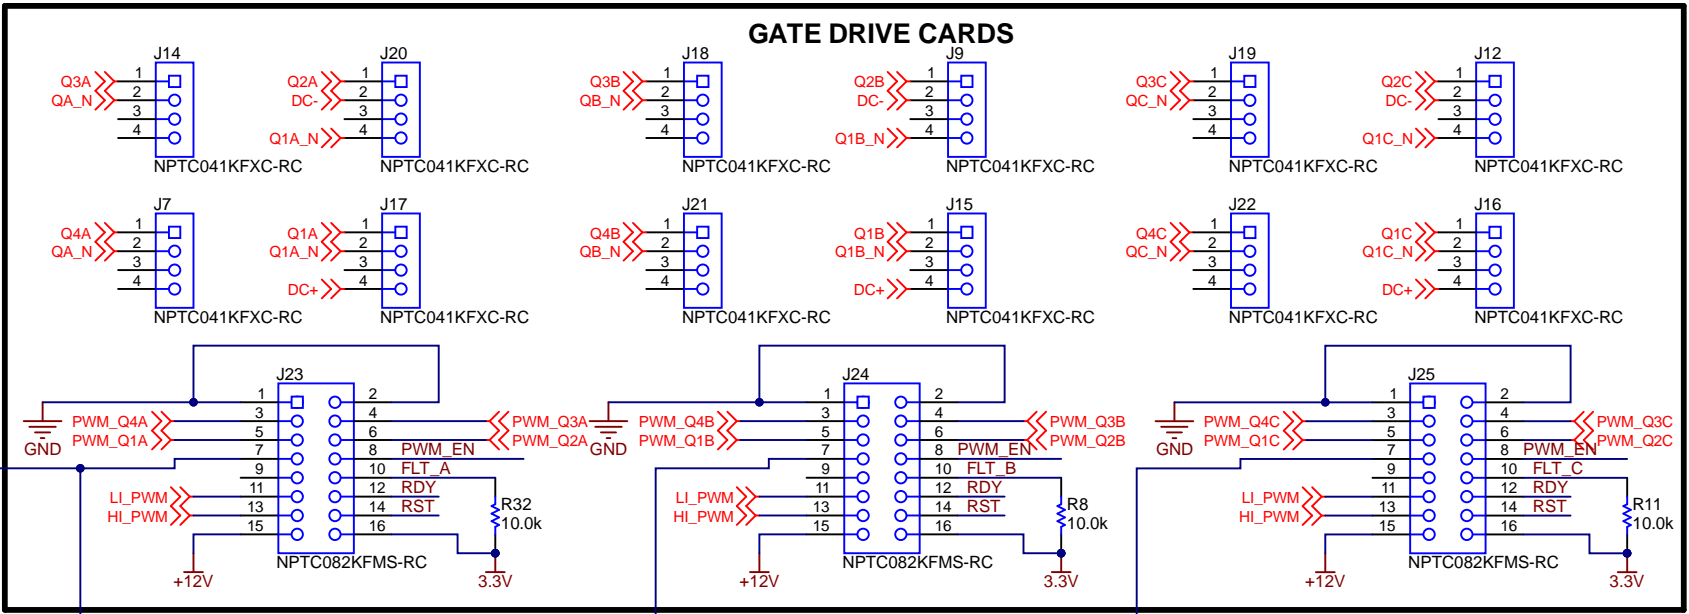 GATE DRIVE CARDS
J14 J20 J18 J9 J19 J12
Q3A 1 Q2A 1 Q3B 1 Q2B 1 Q3C 1 Q2C 1
QA_N 2 DC- 2 QB_N 2 DC- 2 QC_N 2 DC- 2
3 3 3 3 3 3
4 Q1A_N 4 4 Q1B_N 4 4 Q1C_N 4
NPTC041KFXC-RC NPTC041KFXC-RC NPTC041KFXC-RC NPTC041KFXC-RC NPTC041KFXC-RC NPTC041KFXC-RC
J7 J17 J21 J15 J22 J16
Q4A 1 Q1A 1 Q4B 1 Q1B 1 Q4C 1 Q1C 1
QA_N 2 Q1A_N 2 QB_N 2 Q1B_N 2 QC_N 2 Q1C_N 2
3 3 3 3 3 3
4 DC+ 4 4 DC+ 4 4 DC+ 4
NPTC041KFXC-RC NPTC041KFXC-RC NPTC041KFXC-RC NPTC041KFXC-RC NPTC041KFXC-RC NPTC041KFXC-RC
J23 J24 J25
1 2 1 2 1 2
PWM_Q4A 3 4 PWM_Q3A PWM_Q4B 3 4 PWM_Q3B PWM_Q4C 3 4 PWM_Q3C
PWM_Q1A 5 6 PWM_Q2A PWM_Q1B 5 6 PWM_Q2B PWM_Q1C 5 6 PWM_Q2C
GND 7 8 PWM_EN GND 7 8 PWM_EN GND 7 8 PWM_EN
9 10 FLT_A 9 10 FLT_B 9 10 FLT_C
LI_PWM 11 12 RDY LI_PWM 11 12 RDY LI_PWM 11 12 RDY
HI_PWM 13 14 RST HI_PWM 13 14 RST HI_PWM 13 14 RST
R32 R8 R11
10.0k 10.0k 10.0k
15 16 15 16 15 16
NPTC082KFMS-RC NPTC082KFMS-RC NPTC082KFMS-RC
+12V 3.3V +12V 3.3V +12V 3.3V